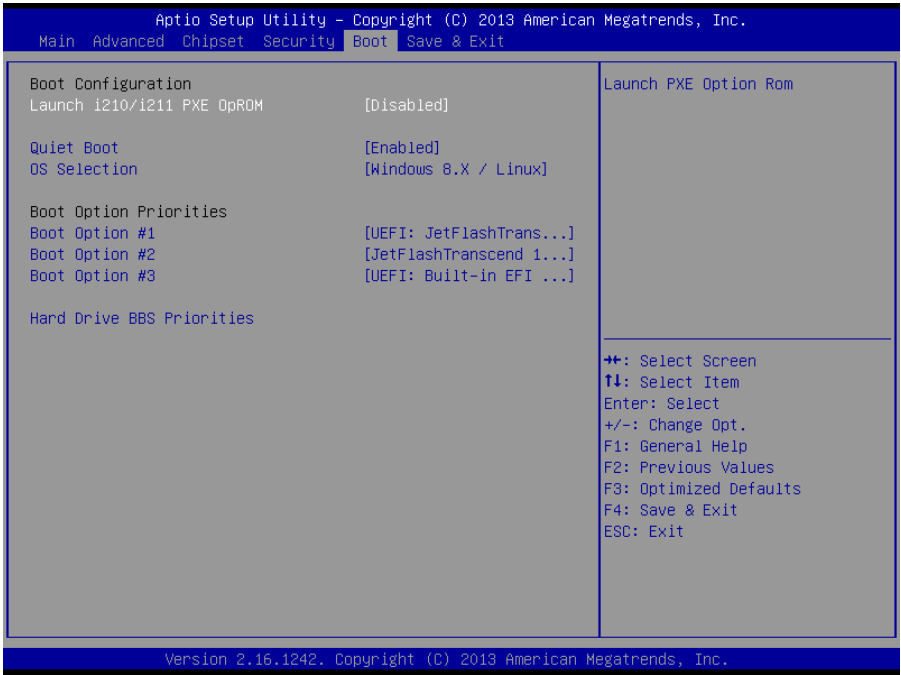 Aptio Setup Utility – Copyright (C) 2013 American Megatrends, Inc.
Main Advanced Chipset Security Boot Save & Exit
Boot Configuration
Launch i210/i211 PXE OpROM [Disabled]
Quiet Boot [Enabled]
OS Selection [Windows 8.X / Linux]
Boot Option Priorities
Boot Option #1 [UEFI: JetFlashTrans...]
Boot Option #2 [JetFlashTranscend 1...]
Boot Option #3 [UEFI: Built-in EFI ...]
Hard Drive BBS Priorities
Launch PXE Option Rom
→←: Select Screen
↑↓: Select Item
Enter: Select
+/-: Change Opt.
F1: General Help
F2: Previous Values
F3: Optimized Defaults
F4: Save & Exit
ESC: Exit
Version 2.16.1242. Copyright (C) 2013 American Megatrends, Inc.